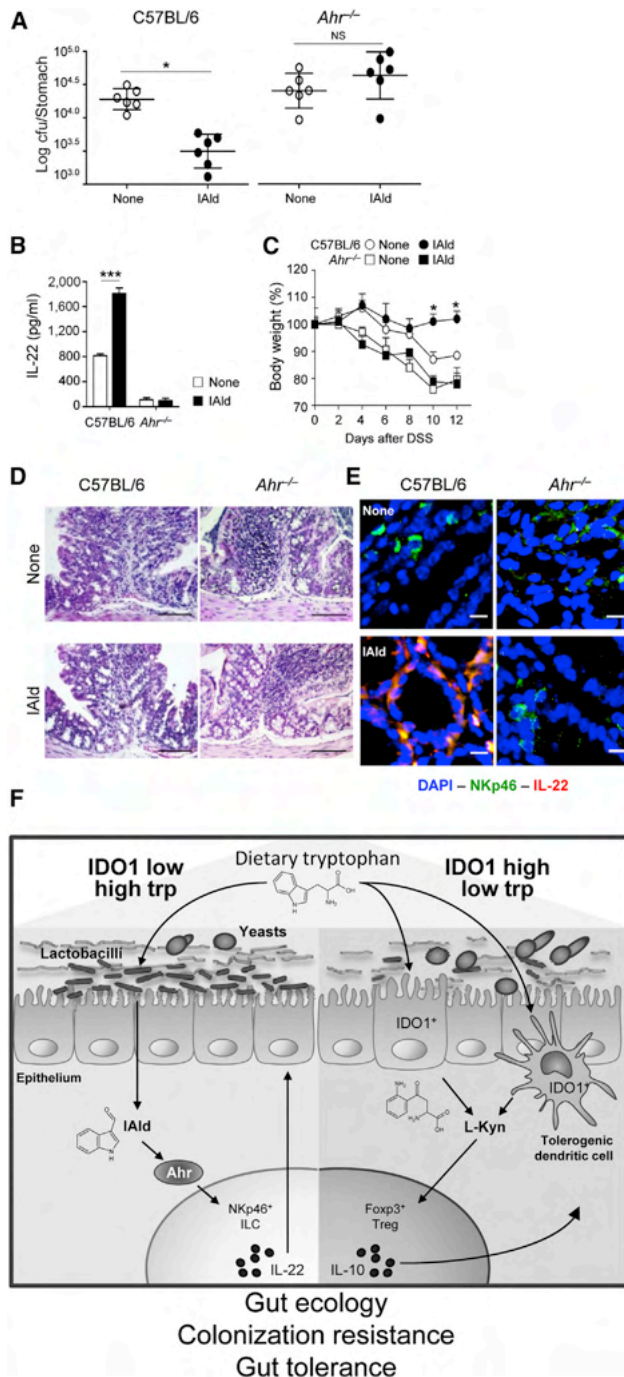 A
C57BL/6
Ahr–/–
Log cfu/Stomach
10^5.0
10^4.5
10^4.0
10^3.5
10^3.0
*
NS
None
IAld
None
IAld
B
IL-22 (pg/ml)
2,000
1,600
1,200
800
400
0
***
None
IAld
C57BL/6
Ahr–/–
C
C57BL/6 None IAld
Ahr–/– None IAld
Body weight (%)
120
110
100
90
80
70
*
*
*
0 2 4 6 8 10 12
Days after DSS
D
C57BL/6
Ahr–/–
None
IAld
E
C57BL/6
Ahr–/–
None
IAld
DAPI – NKp46 – IL-22
F
IDO1 low
high trp
Dietary tryptophan
IDO1 high
low trp
O
OH
NH2
N
H
Lactobacilli
Yeasts
IDO1+
IDO1+
Epithelium
IAld
O
N
H
Ahr
NH2
O
O
H2N
OH
L-Kyn
Tolerogenic
dendritic cell
NKp46+
ILC
IL-22
Foxp3+
Treg
IL-10
Gut ecology
Colonization resistance
Gut tolerance